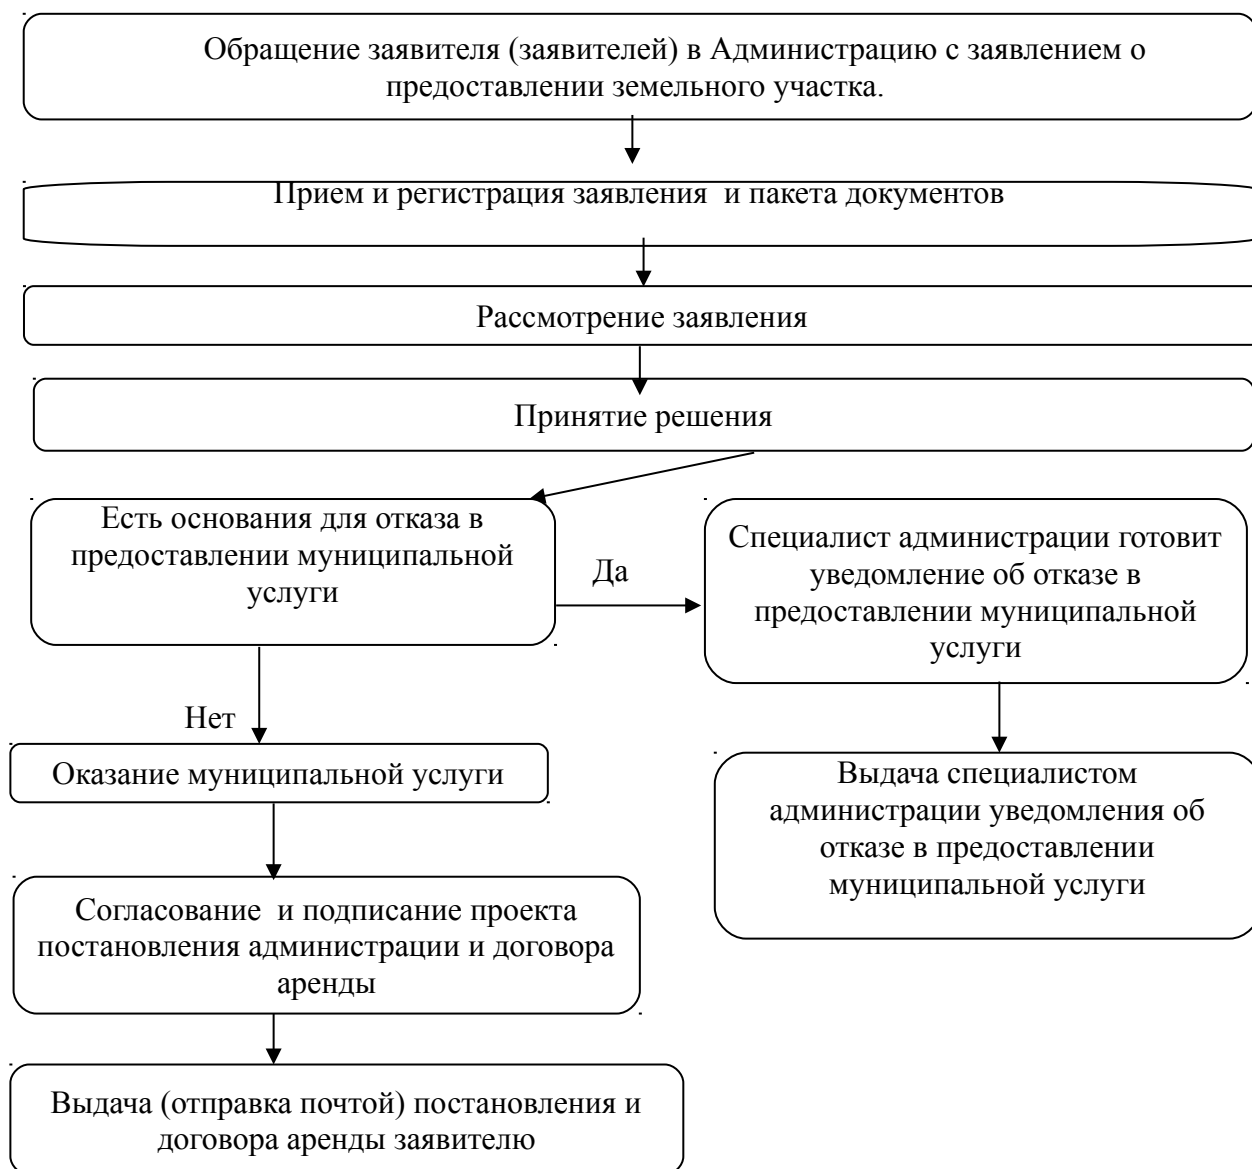 Обращение заявителя (заявителей) в Администрацию с заявлением о
предоставлении земельного участка.
Прием и регистрация заявления и пакета документов
Рассмотрение заявления
Принятие решения
Есть основания для отказа в
предоставлении муниципальной
услуги
Да
Специалист администрации готовит
уведомление об отказе в
предоставлении муниципальной
услуги
Нет
Оказание муниципальной услуги
Выдача специалистом
администрации уведомления об
отказе в предоставлении
муниципальной услуги
Согласование и подписание проекта
постановления администрации и договора
аренды
Выдача (отправка почтой) постановления и
договора аренды заявителю